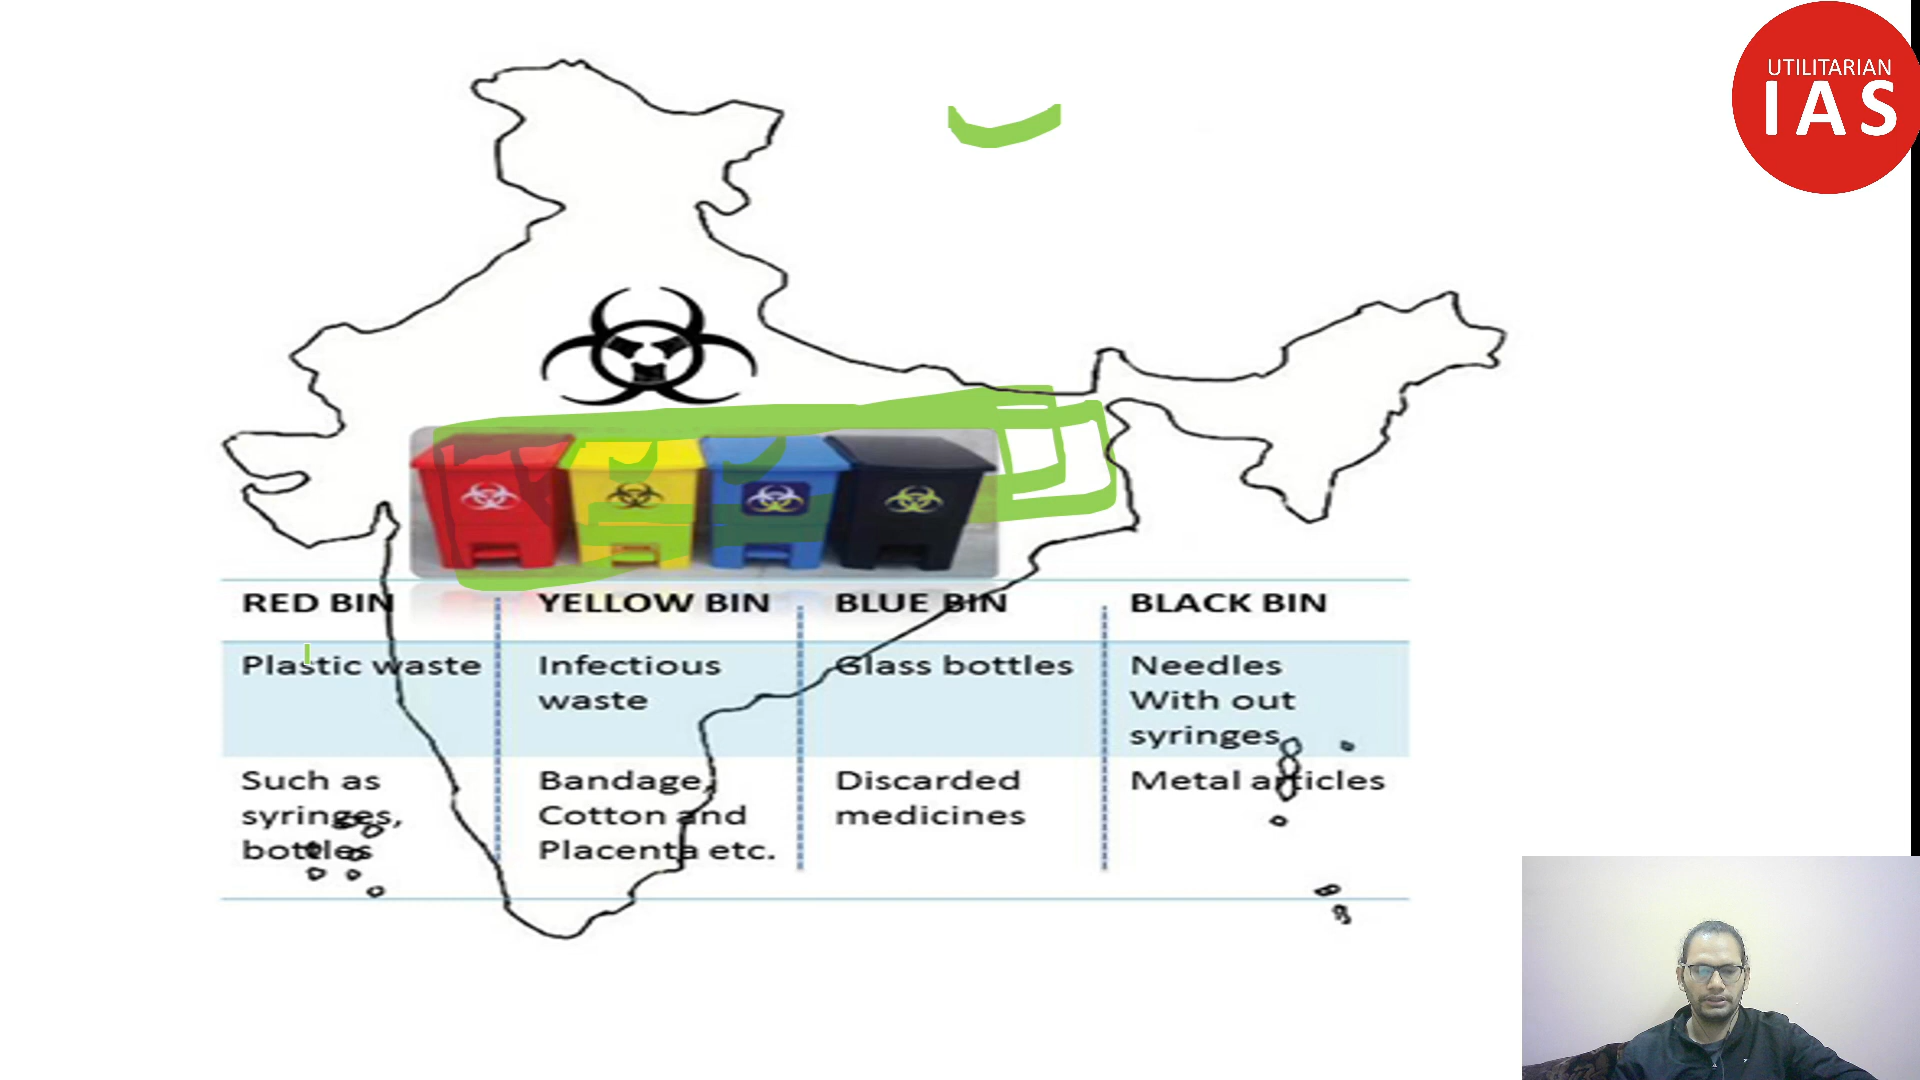 UTILITARIAN
IAS
RED BIN
YELLOW BIN
BLUE BIN
BLACK BIN
Plastic waste
Infectious
waste
Glass bottles
Needles
With out
syringes
Such as
syringes,
bottles
Bandage,
Cotton and
Placenta etc.
Discarded
medicines
Metal articles